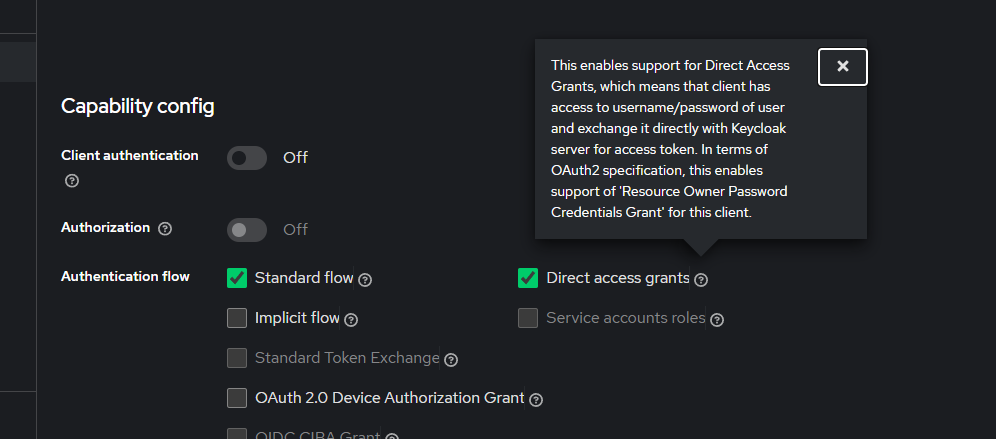 This enables support for Direct Access
Grants, which means that client has
access to username/password of user
and exchange it directly with Keycloak
server for access token. In terms of
OAuth2 specification, this enables
support of 'Resource Owner Password
Credentials Grant' for this client.
Capability config
Client authentication
Off
Authorization
Off
Authentication flow
Standard flow
Direct access grants
Implicit flow
Service accounts roles
Standard Token Exchange
OAuth 2.0 Device Authorization Grant
OIDC CIBA Grant